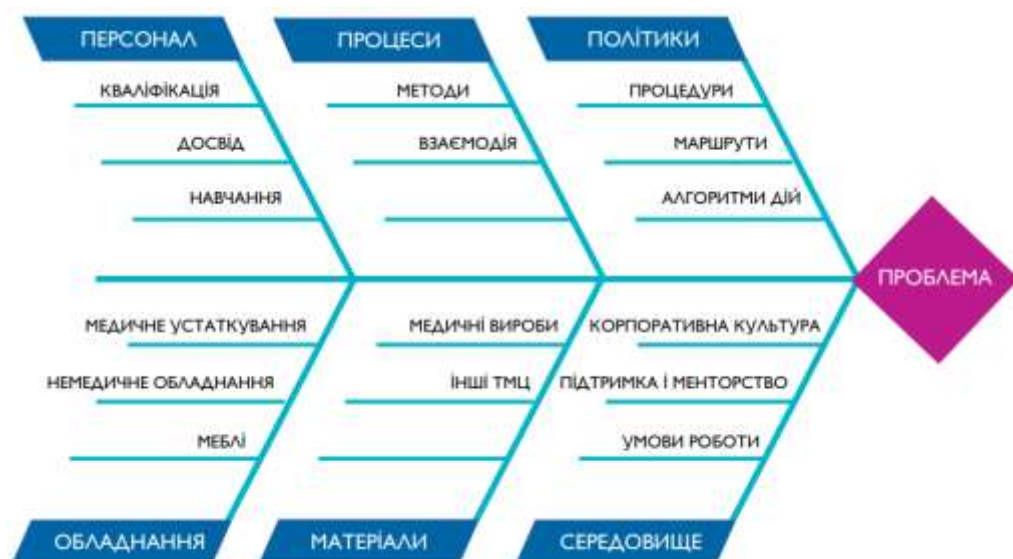 ПЕРСОНАЛ
КВАЛІФІКАЦІЯ
ДОСВІД
НАВЧАННЯ
ПРОЦЕСИ
МЕТОДИ
ВЗАЄМОДІЯ
ПОЛІТИКИ
ПРОЦЕДУРИ
МАРШРУТИ
АЛГОРИТМИ ДІЙ
ПРОБЛЕМА
МЕДИЧНЕ УСТАТКУВАННЯ
НЕМЕДИЧНЕ ОБЛАДНАННЯ
МЕБЛІ
ОБЛАДНАННЯ
МЕДИЧНІ ВИРОБИ
ІНШІ ТМЦ
МАТЕРІАЛИ
КОРПОРАТИВНА КУЛЬТУРА
ПІДТРИМКА І МЕНТОРСТВО
УМОВИ РОБОТИ
СЕРЕДОВИЩЕ